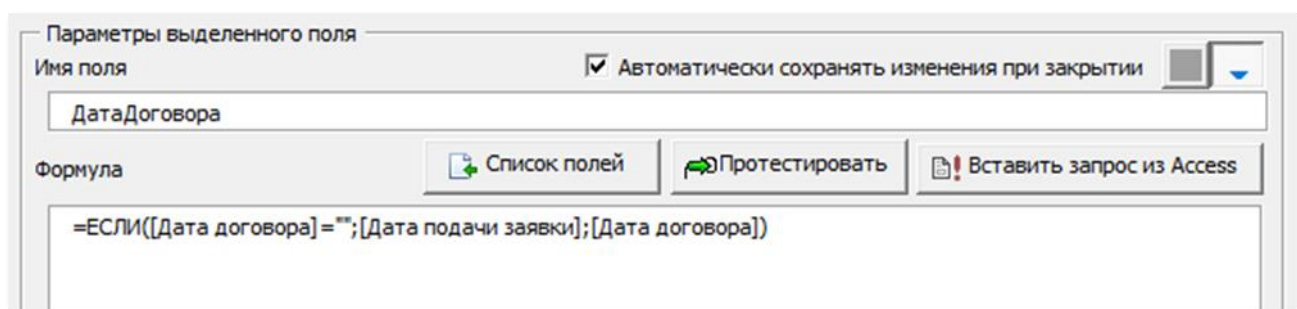 Параметры выделенного поля
Имя поля
Автоматически сохранять изменения при закрытии
ДатаДоговора
Формула
Список полей
Протестировать
Вставить запрос из Access
=ЕСЛИ([Дата договора]="";[Дата подачи заявки];[Дата договора])